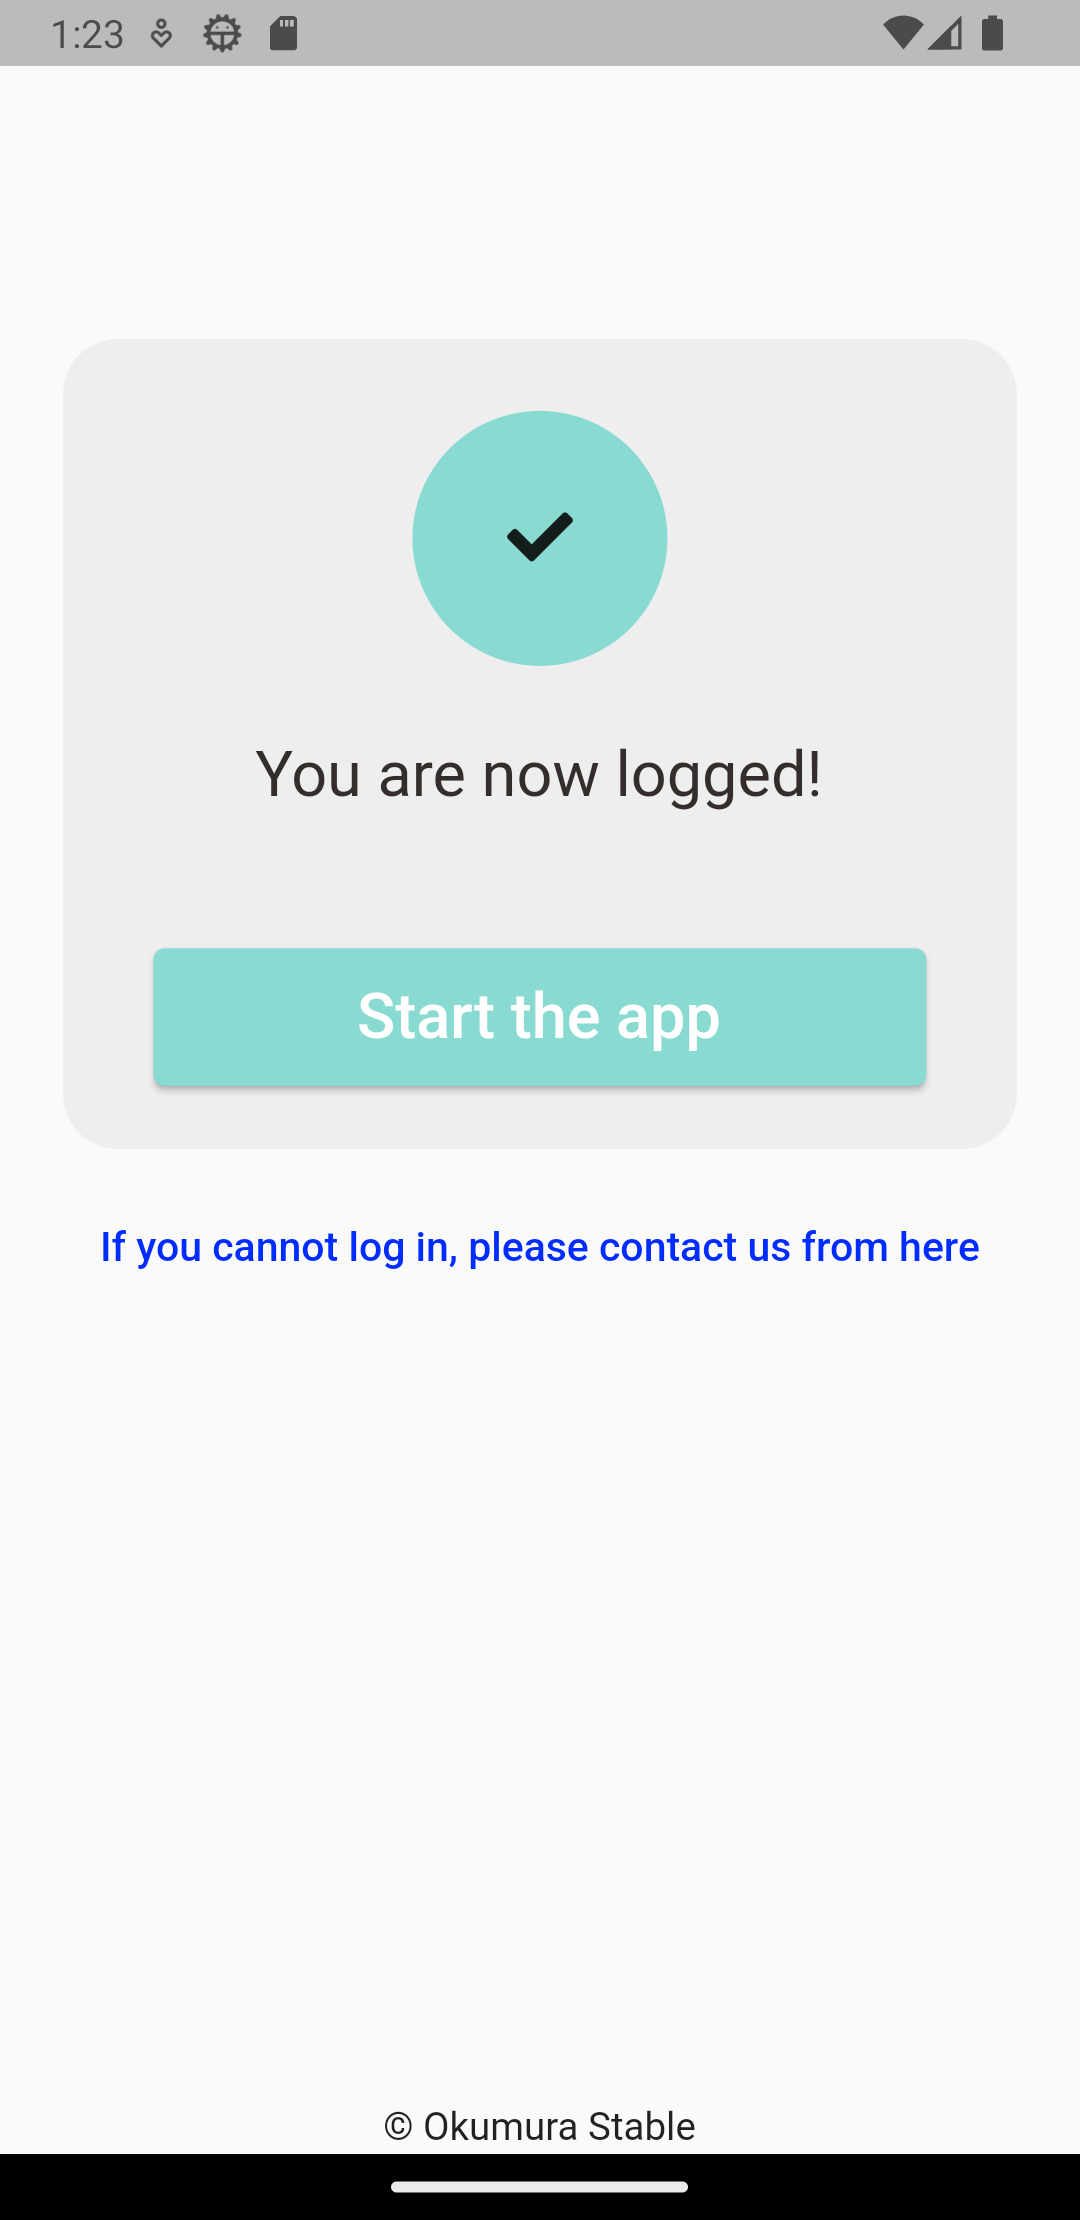 1:23
You are now logged!
Start the app
If you cannot log in, please contact us from here
© Okumura Stable